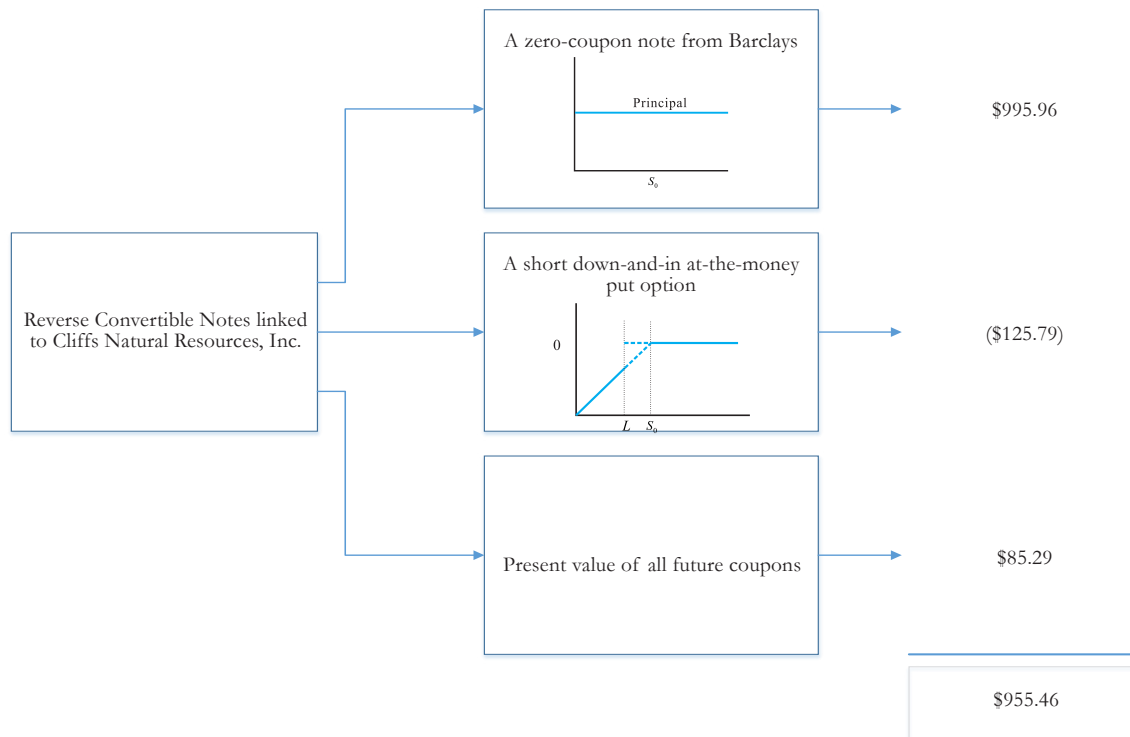 A zero-coupon note from Barclays
Principal
S₀
$995.96
Reverse Convertible Notes linked
to Cliffs Natural Resources, Inc.
A short down-and-in at-the-money
put option
0
L S₀
($125.79)
Present value of all future coupons
$85.29
$955.46